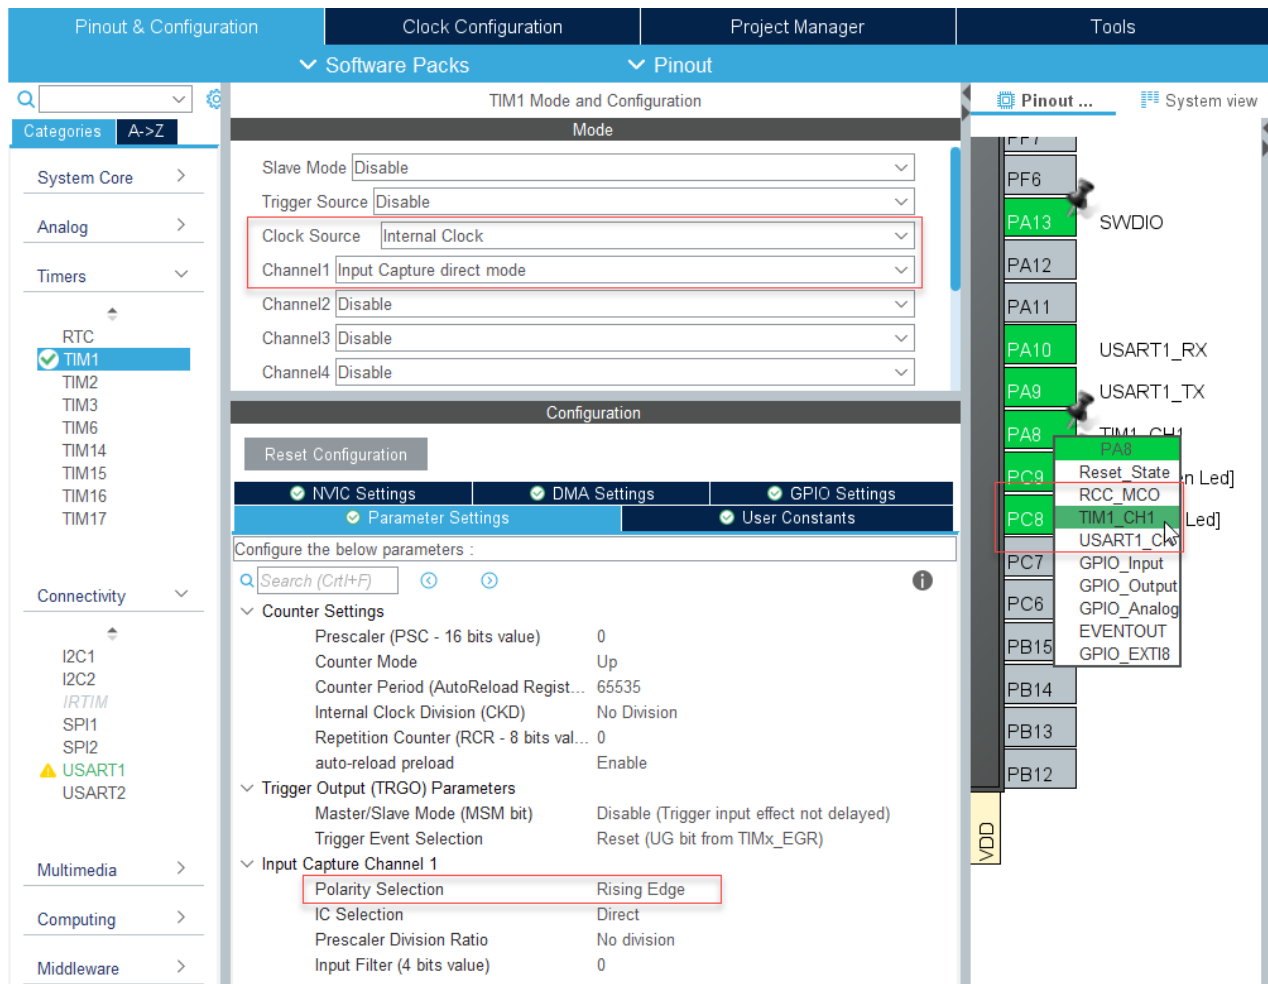 Pinout & Configuration
Clock Configuration
Project Manager
Tools
Software Packs
Pinout
Categories
A->Z
System Core
Analog
Timers
RTC
TIM1
TIM2
TIM3
TIM6
TIM14
TIM15
TIM16
TIM17
Connectivity
I2C1
I2C2
IRTIM
SPI1
SPI2
USART1
USART2
Multimedia
Computing
Middleware
TIM1 Mode and Configuration
Mode
Slave Mode Disable
Trigger Source Disable
Clock Source Internal Clock
Channel1 Input Capture direct mode
Channel2 Disable
Channel3 Disable
Channel4 Disable
Configuration
Reset Configuration
NVIC Settings
DMA Settings
GPIO Settings
Parameter Settings
User Constants
Configure the below parameters :
Search (Crtl+F)
Counter Settings
Prescaler (PSC - 16 bits value) 0
Counter Mode Up
Counter Period (AutoReload Regist... 65535
Internal Clock Division (CKD) No Division
Repetition Counter (RCR - 8 bits val... 0
auto-reload preload Enable
Trigger Output (TRGO) Parameters
Master/Slave Mode (MSM bit) Disable (Trigger input effect not delayed)
Trigger Event Selection Reset (UG bit from TIMx_EGR)
Input Capture Channel 1
Polarity Selection Rising Edge
IC Selection Direct
Prescaler Division Ratio No division
Input Filter (4 bits value) 0
Pinout ...
System view
PF7
PF6
PA13 SWDIO
PA12
PA11
PA10 USART1_RX
PA9 USART1_TX
PA8 TIM1_CH1
PC9 n Led]
PC8 Led]
PC7
PC6
PB15
PB14
PB13
PB12
VDD
PA8
Reset_State
RCC_MCO
TIM1_CH1
USART1_CK
GPIO_Input
GPIO_Output
GPIO_Analog
EVENTOUT
GPIO_EXTI8